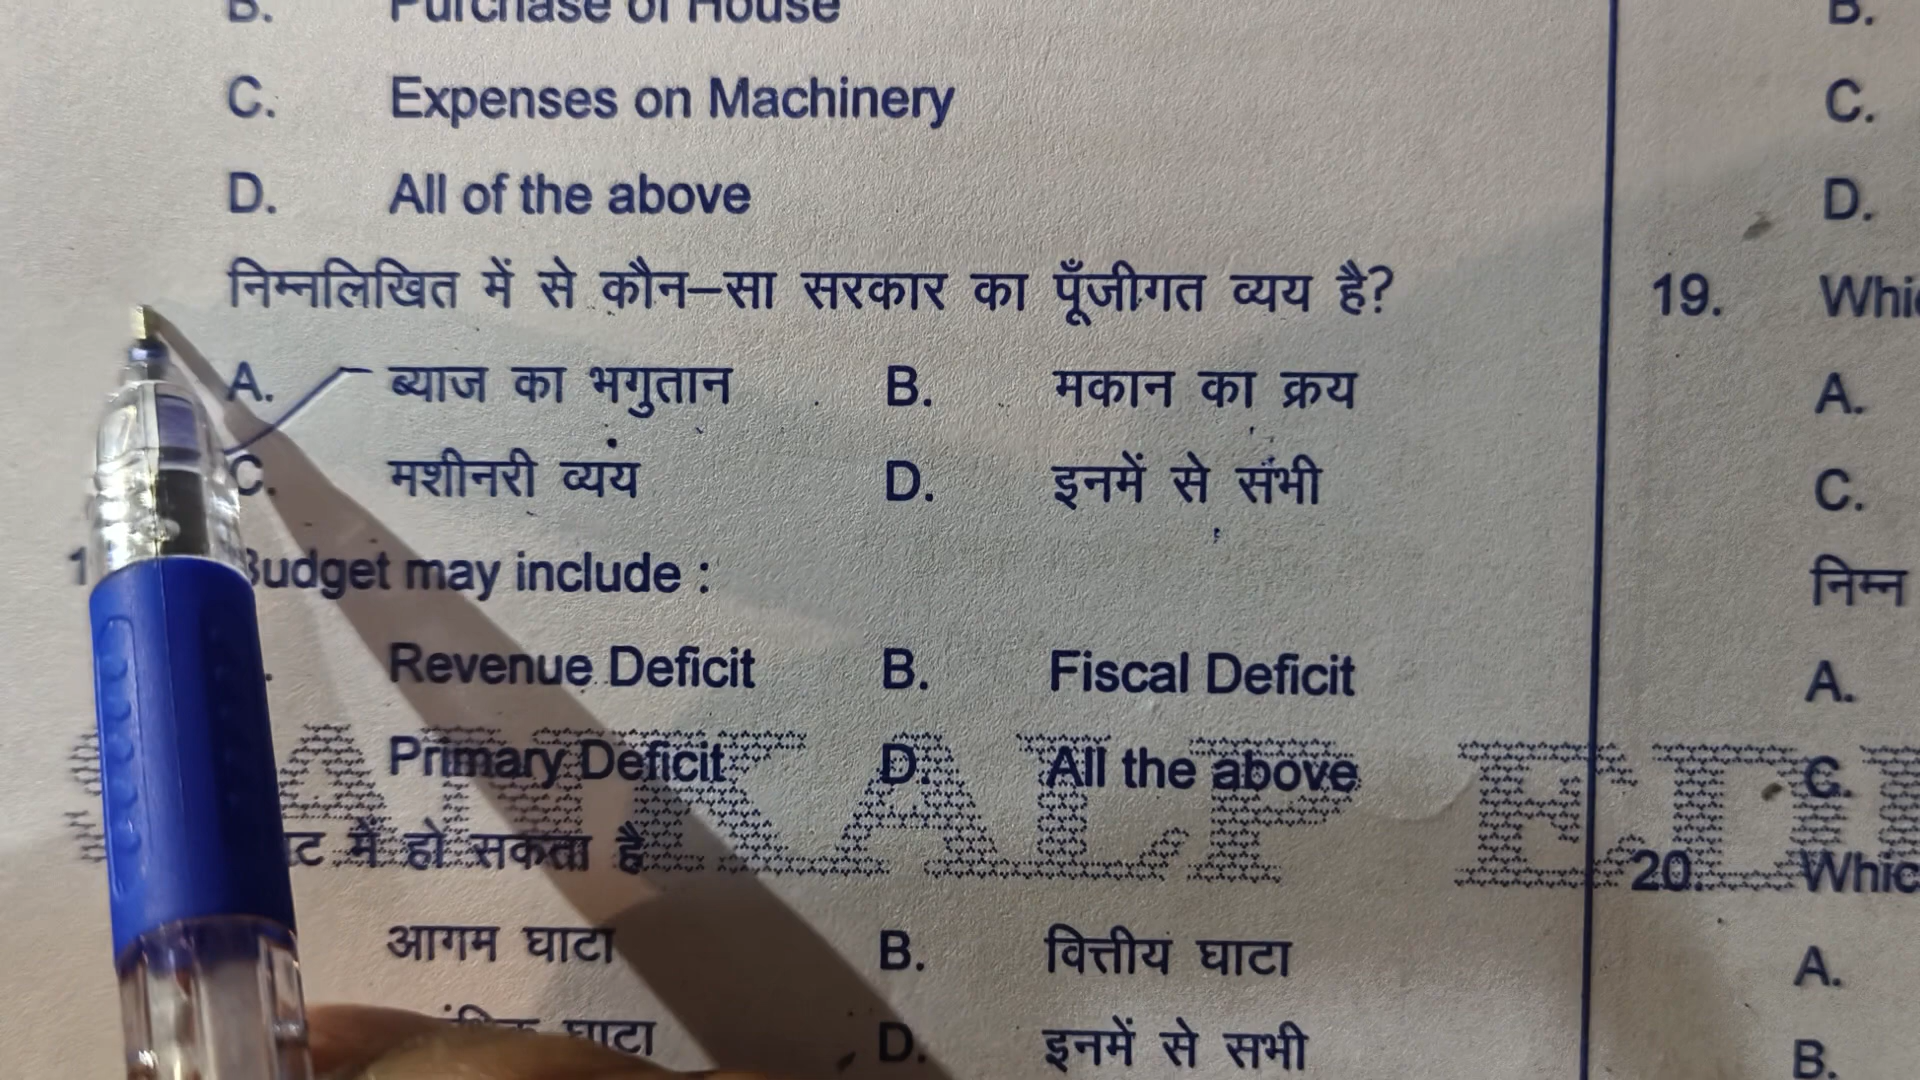 B. Purchase of House
C. Expenses on Machinery
D. All of the above
निम्नलिखित में से कौन–सा सरकार का पूँजीगत व्यय है?
A. ब्याज का भगुतान B. मकान का क्रय
C. मशीनरी व्यय D. इनमें से सभी
Budget may include :
Revenue Deficit B. Fiscal Deficit
Primary Deficit D. All the above
में हो सकता है
आगम घाटा B. वित्तीय घाटा
घाटा D. इनमें से सभी
B.
C.
D.
19.
A.
C.
निम्न
A.
C.
20.
A.
B.